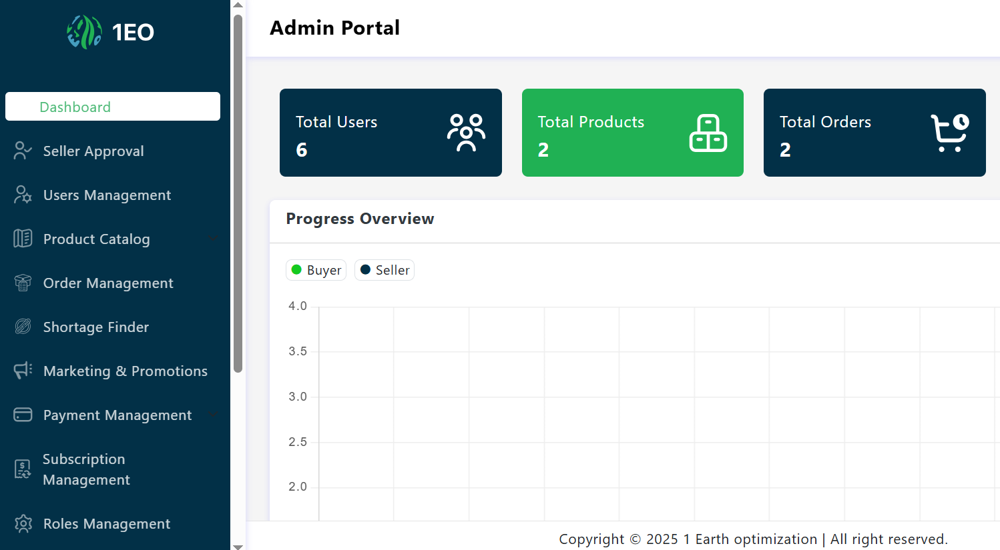 1EO
Dashboard
Seller Approval
Users Management
Product Catalog
Order Management
Shortage Finder
Marketing & Promotions
Payment Management
Subscription
Management
Roles Management
Admin Portal
Total Users
6
Total Products
2
Total Orders
2
Progress Overview
Buyer
Seller
4.0
3.5
3.0
2.5
2.0
Copyright © 2025 1 Earth optimization | All right reserved.